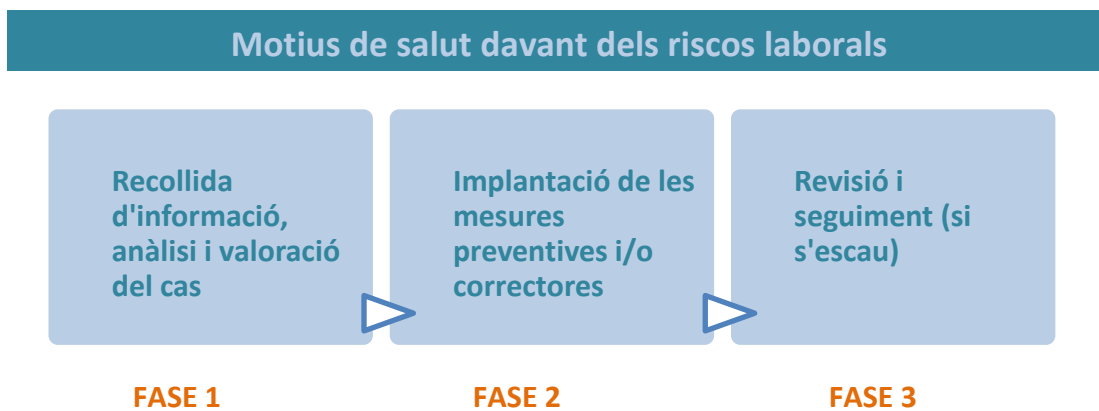 Motius de salut davant dels riscos laborals
Recollida
d'informació,
anàlisi i valoració
del cas
Implantació de les
mesures
preventives i/o
correctores
Revisió i
seguiment (si
s'escau)
FASE 1
FASE 2
FASE 3